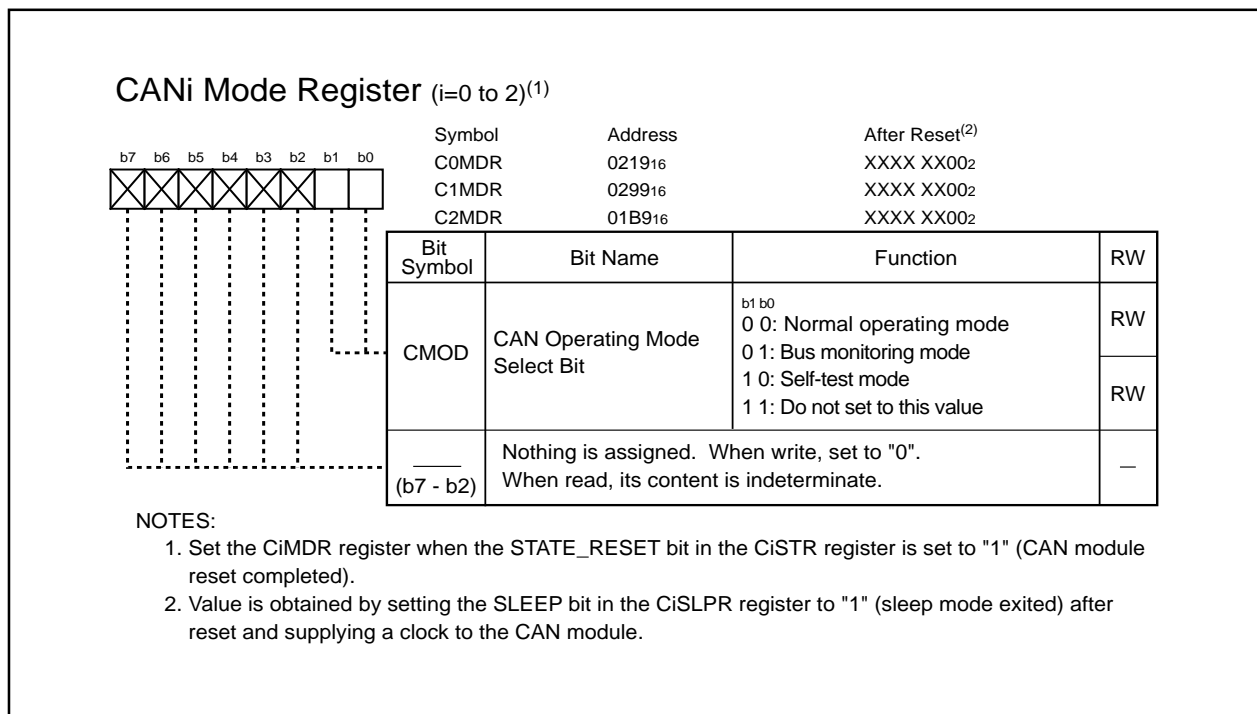 CANi Mode Register (i=0 to 2)(1)
Symbol Address After Reset(2)
C0MDR 021916 XXXX XX002
C1MDR 029916 XXXX XX002
C2MDR 01B916 XXXX XX002
b7 b6 b5 b4 b3 b2 b1 b0
Bit Symbol Bit Name Function RW
CMOD CAN Operating Mode Select Bit
b1 b0
0 0: Normal operating mode
0 1: Bus monitoring mode
1 0: Self-test mode
1 1: Do not set to this value
RW
RW
(b7 - b2)
Nothing is assigned. When write, set to "0".
When read, its content is indeterminate.
—
NOTES:
1. Set the CiMDR register when the STATE_RESET bit in the CiSTR register is set to "1" (CAN module
reset completed).
2. Value is obtained by setting the SLEEP bit in the CiSLPR register to "1" (sleep mode exited) after
reset and supplying a clock to the CAN module.